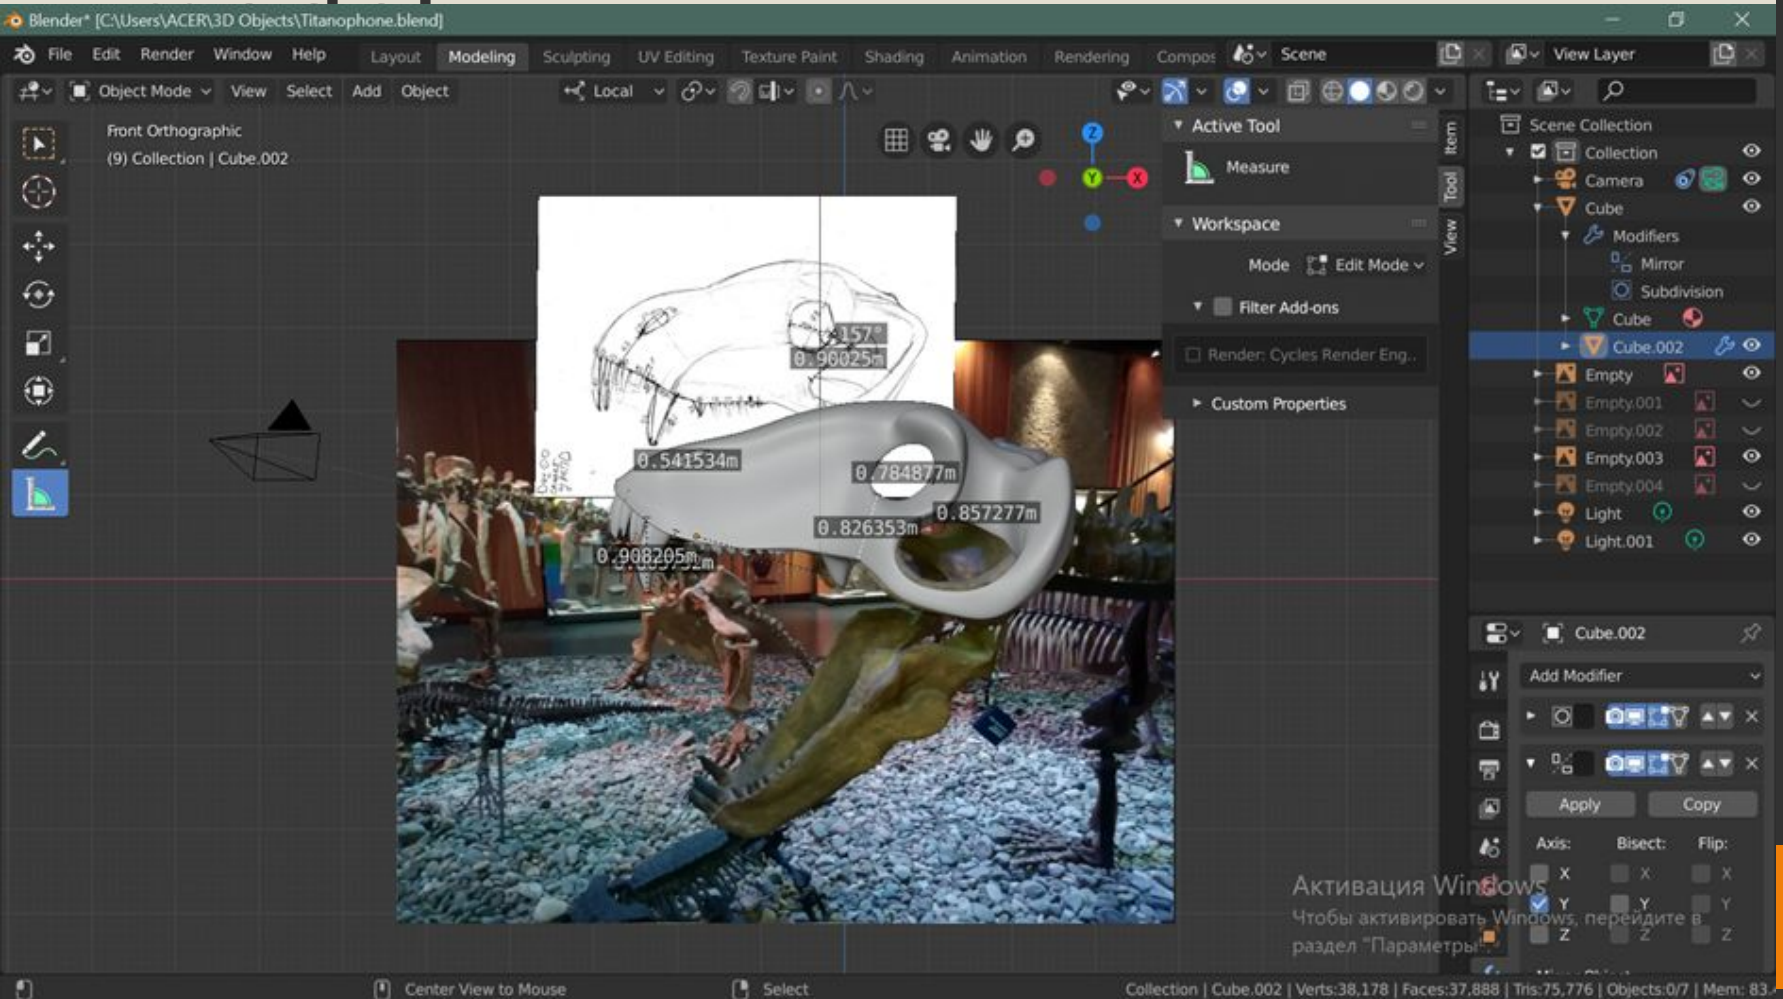 Blender* [C:\Users\ACER\3D Objects\Titanophone.blend]
File Edit Render Window Help Layout Modeling Sculpting UV Editing Texture Paint Shading Animation Rendering Compos Scene View Layer
Object Mode View Select Add Object Local
Front Orthographic
(9) Collection | Cube.002
Z
Y
X
Active Tool
Measure
Workspace
Mode Edit Mode
Filter Add-ons
Render: Cycles Render Eng..
Custom Properties
Item
Tool
View
157°
0.90025m
0.541534m
0.784877m
0.857277m
0.826353m
0.908205m
Scene Collection
Collection
Camera
Cube
Modifiers
Mirror
Subdivision
Cube
Cube.002
Empty
Empty.001
Empty.002
Empty.003
Empty.004
Light
Light.001
Cube.002
Add Modifier
Apply Copy
Axis: Bisect: Flip:
X X X
Y Y Y
Z Z Z
Активация Windows
Чтобы активировать Windows, перейдите в
раздел "Параметры".
Center View to Mouse Select Collection | Cube.002 | Verts:38,178 | Faces:37,888 | Tris:75,776 | Objects:0/7 | Mem: 83.